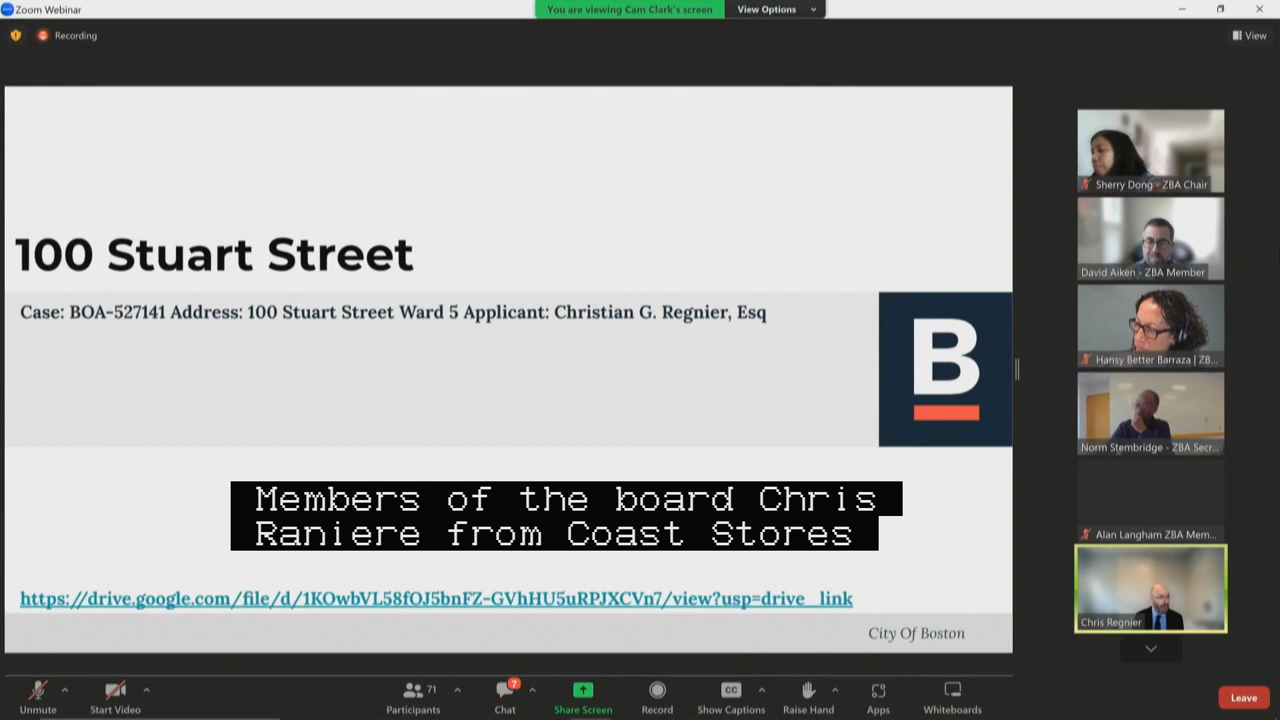 Zoom Webinar
You are viewing Cam Clark's screen
View Options
Recording
View
100 Stuart Street
Case: BOA-527141 Address: 100 Stuart Street Ward 5 Applicant: Christian G. Regnier, Esq
B
Members of the board Chris
Raniere from Coast Stores
https://drive.google.com/file/d/1KOwbVL58fOJ5bnFZ-GVhHU5uRPJXCVn7/view?usp=drive_link
City Of Boston
Sherry Dong - ZBA Chair
David Aiken - ZBA Member
Hansy Better Barraza | ZB...
Norm Stembridge - ZBA Secr...
Alan Langham ZBA Mem...
Chris Regnier
Unmute
Start Video
71
Participants
7
Chat
Share Screen
Record
CC
Show Captions
Raise Hand
Apps
Whiteboards
Leave